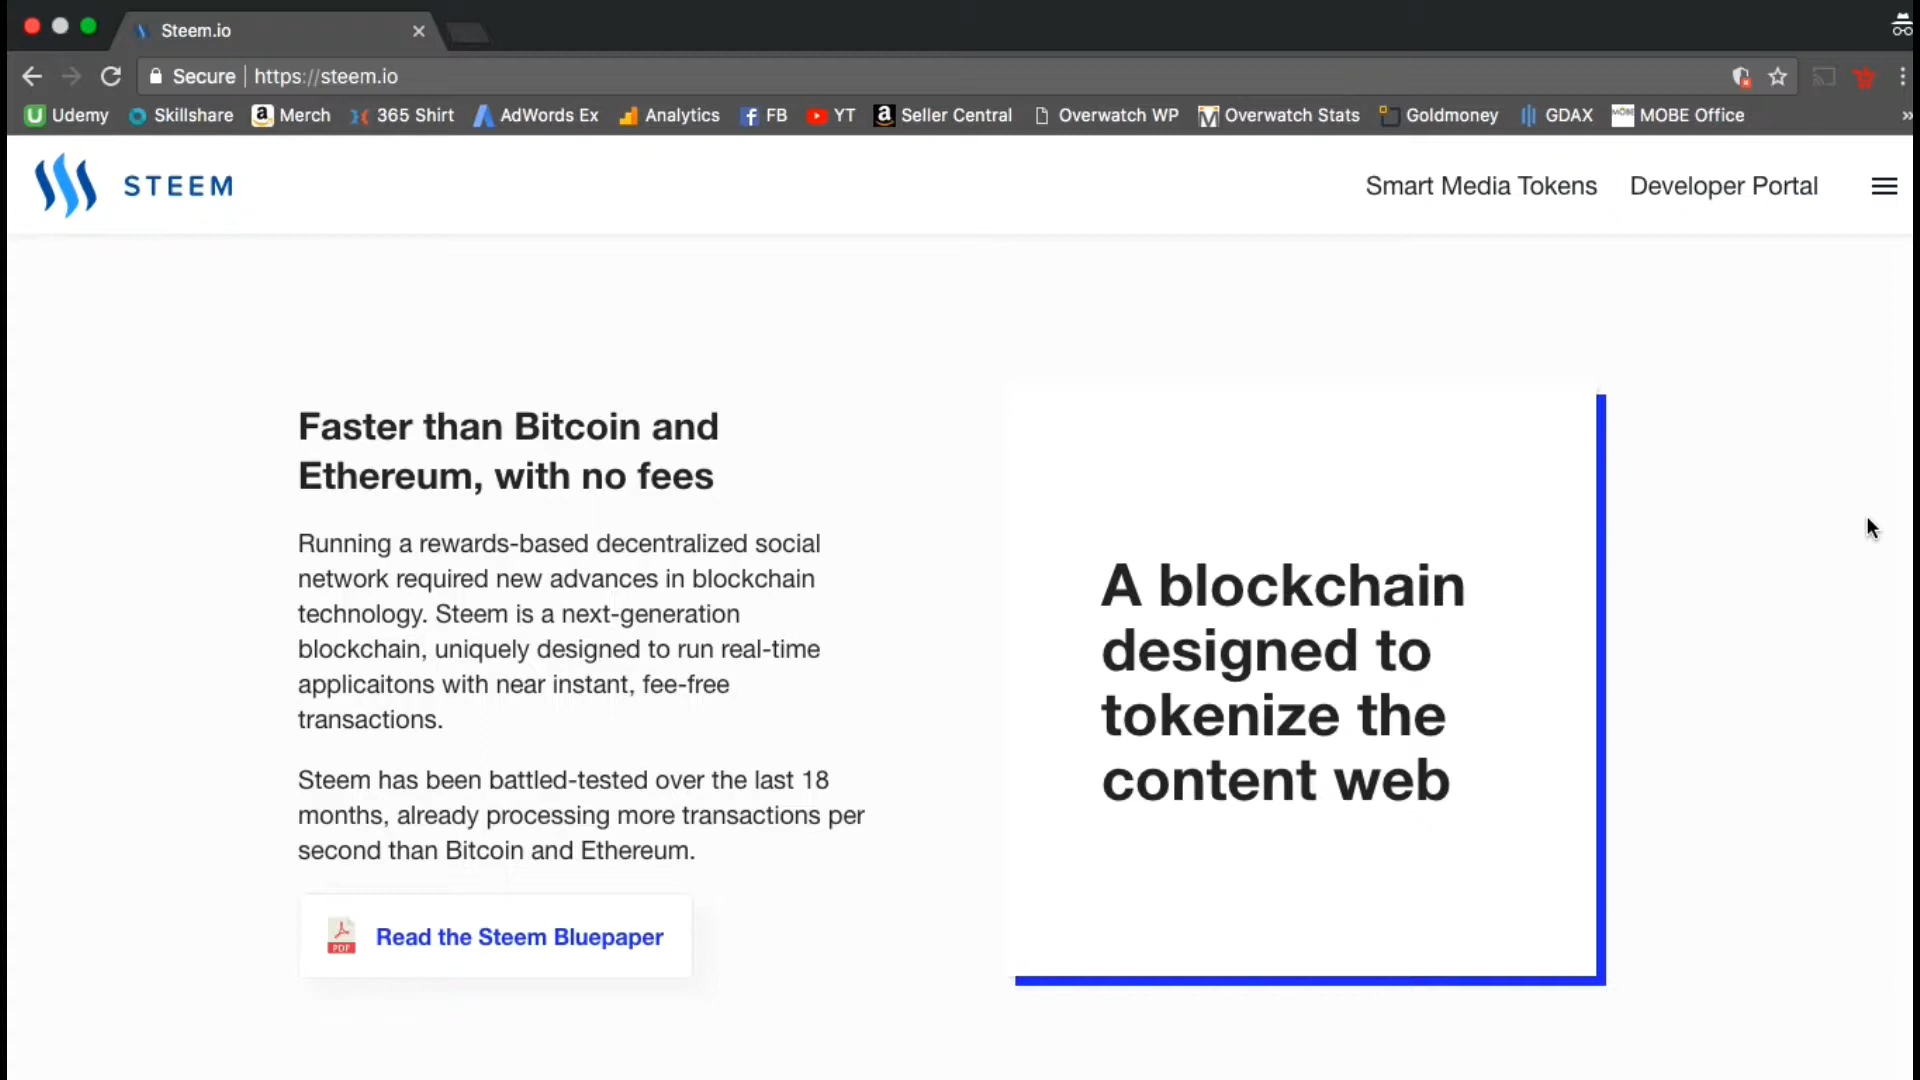 Steem.io
Secure | https://steem.io
Udemy Skillshare Merch 365 Shirt AdWords Ex Analytics FB YT Seller Central Overwatch WP Overwatch Stats Goldmoney GDAX MOBE Office »
STEEM
Smart Media Tokens Developer Portal
Faster than Bitcoin and
Ethereum, with no fees
Running a rewards-based decentralized social
network required new advances in blockchain
technology. Steem is a next-generation
blockchain, uniquely designed to run real-time
applicaitons with near instant, fee-free
transactions.
Steem has been battled-tested over the last 18
months, already processing more transactions per
second than Bitcoin and Ethereum.
PDF Read the Steem Bluepaper
A blockchain
designed to
tokenize the
content web